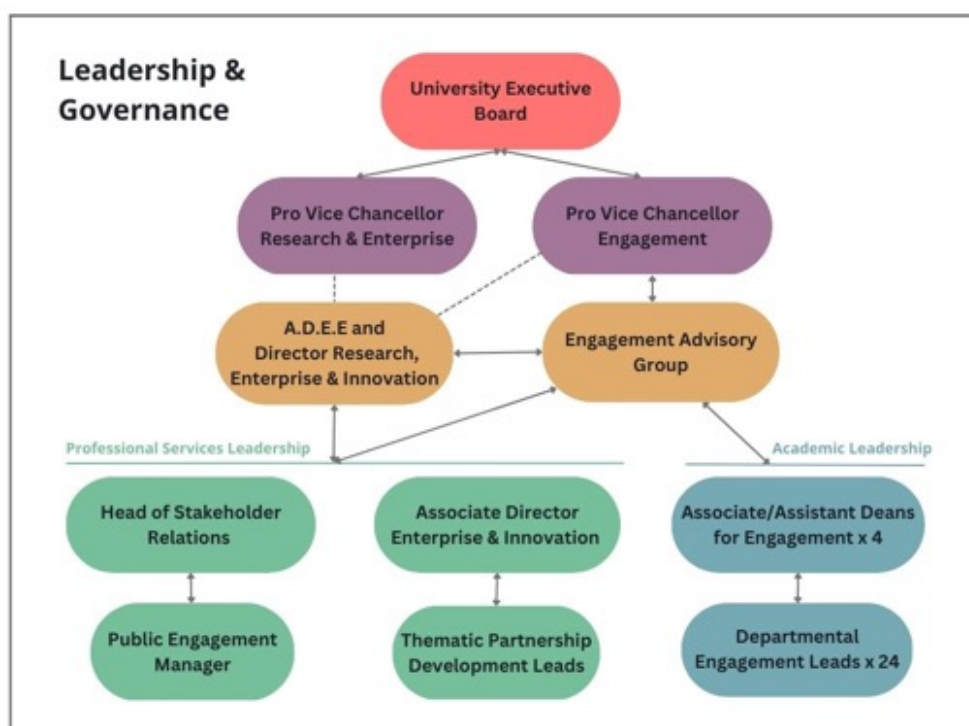 Leadership &
Governance
University Executive
Board
Pro Vice Chancellor
Research & Enterprise
Pro Vice Chancellor
Engagement
A.D.E.E and
Director Research,
Enterprise & Innovation
Engagement Advisory
Group
Professional Services Leadership
Academic Leadership
Head of Stakeholder
Relations
Associate Director
Enterprise & Innovation
Associate/Assistant Deans
for Engagement x 4
Public Engagement
Manager
Thematic Partnership
Development Leads
Departmental
Engagement Leads x 24